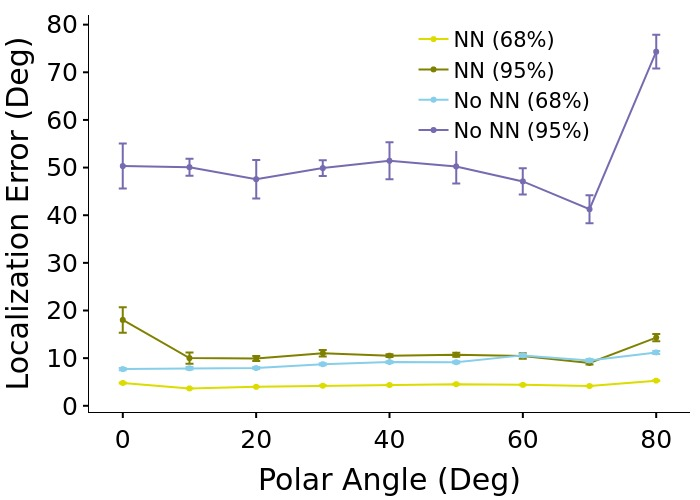 80
70
60
50
40
30
20
10
0
Localization Error (Deg)
NN (68%)
NN (95%)
No NN (68%)
No NN (95%)
0
20
40
60
80
Polar Angle (Deg)